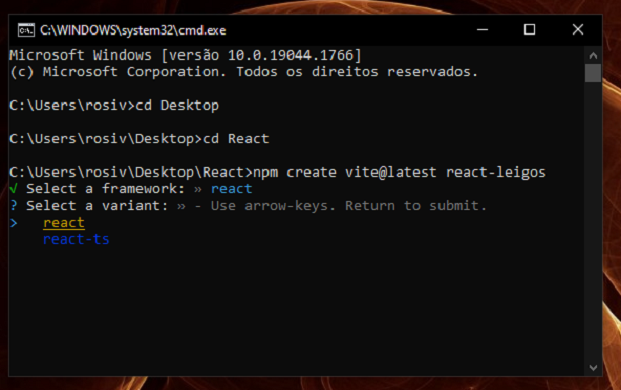 C:\WINDOWS\system32\cmd.exe
Microsoft Windows [versão 10.0.19044.1766]
(c) Microsoft Corporation. Todos os direitos reservados.
C:\Users\rosiv>cd Desktop
C:\Users\rosiv\Desktop>cd React
C:\Users\rosiv\Desktop\React>npm create vite@latest react-leigos
√ Select a framework: » react
? Select a variant: » - Use arrow-keys. Return to submit.
> react
react-ts